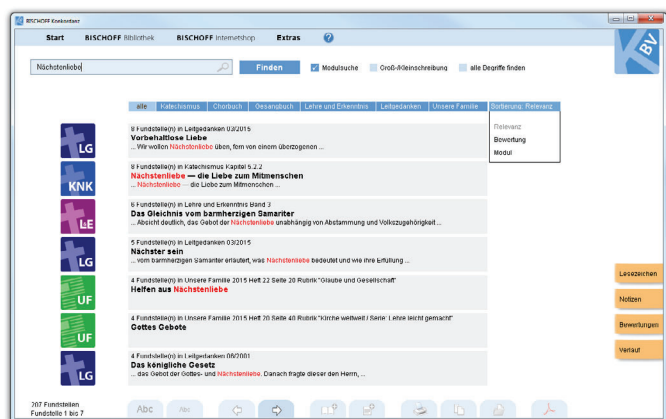 BISCHOFF Konkordanz
Start BISCHOFF Bibliothek BISCHOFF Internetshop Extras ?
BV
Nächstenliebe
Finden
Modulsuche Groß-/Kleinschreibung alle Begriffe finden
alle Katechismus Chorbuch Gesangbuch Lehre und Erkenntnis Leitgedanken Unsere Familie Sortierung: Relevanz
Relevanz
Bewertung
Modul
LG
8 Fundstelle(n) in Leitgedanken 03/2015
Vorbehaltlose Liebe
... Wir wollen Nächstenliebe üben, fern von einem überzogenen ...
KNK
8 Fundstelle(n) in Katechismus Kapitel 5.2.2
Nächstenliebe — die Liebe zum Mitmenschen
... Nächstenliebe — die Liebe zum Mitmenschen ...
LuE
6 Fundstelle(n) in Lehre und Erkenntnis Band 3
Das Gleichnis vom barmherzigen Samariter
... Absicht deutlich, das Gebot der Nächstenliebe unabhängig von Abstammung und Volkszugehörigkeit ...
LG
5 Fundstelle(n) in Leitgedanken 03/2015
Nächster sein
... vom barmherzigen Samariter erläutert, was Nächstenliebe bedeutet und wie ihre Erfüllung ...
UF
4 Fundstelle(n) in Unsere Familie 2015 Heft 22 Seite 20 Rubrik "Glaube und Gesellschaft"
Helfen aus Nächstenliebe
UF
4 Fundstelle(n) in Unsere Familie 2015 Heft 20 Seite 40 Rubrik "Kirche weltweit / Serie: Lehre leicht gemacht"
Gottes Gebote
LG
4 Fundstelle(n) in Leitgedanken 06/2001
Das königliche Gesetz
... das Gebot der Gottes- und Nächstenliebe. Danach fragte dieser den Herrn, ...
Lesezeichen
Notizen
Bewertungen
Verlauf
207 Fundstellen
Fundstelle 1 bis 7
Abc Abc